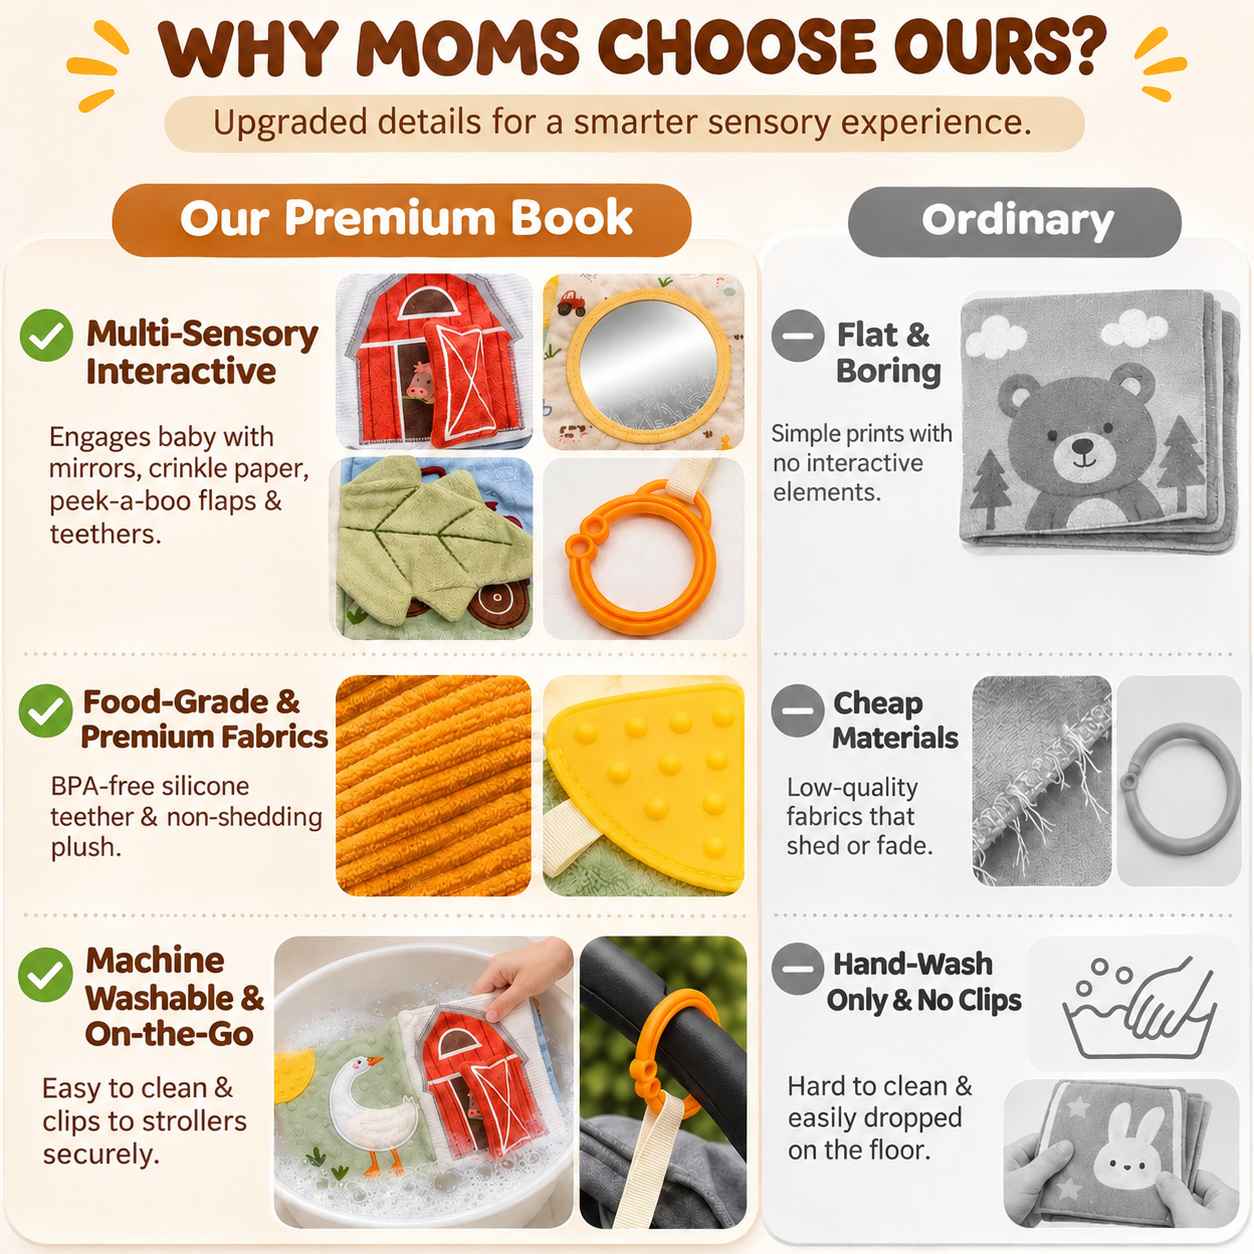 WHY MOMS CHOOSE OURS?
Upgraded details for a smarter sensory experience.
Our Premium Book
Multi-Sensory
Interactive
Engages baby with
mirrors, crinkle paper,
peek-a-boo flaps &
teethers.
Food-Grade &
Premium Fabrics
BPA-free silicone
teether & non-shedding
plush.
Machine
Washable &
On-the-Go
Easy to clean &
clips to strollers
securely.
Ordinary
Flat &
Boring
Simple prints with
no interactive
elements.
Cheap
Materials
Low-quality
fabrics that
shed or fade.
Hand-Wash
Only & No Clips
Hard to clean &
easily dropped
on the floor.